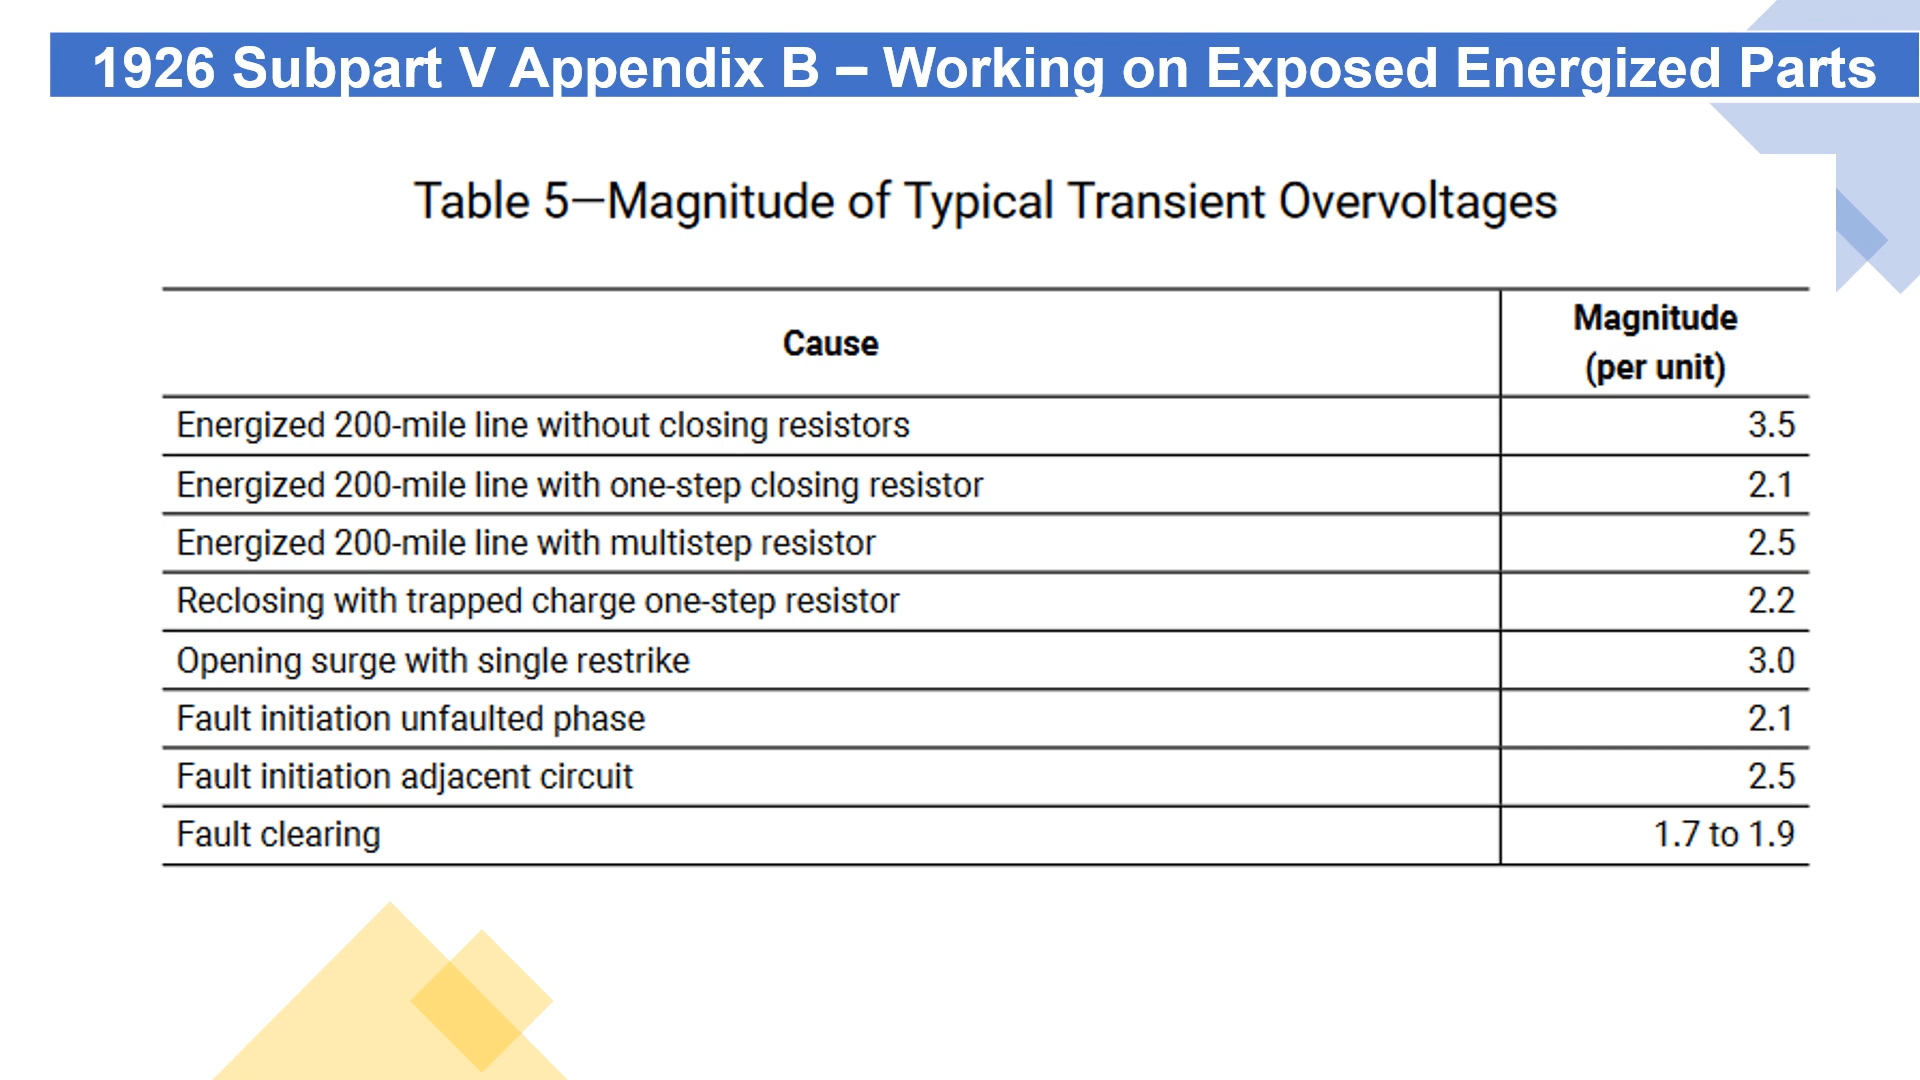 1926 Subpart V Appendix B – Working on Exposed Energized Parts
Table 5—Magnitude of Typical Transient Overvoltages
Cause
Magnitude
(per unit)
Energized 200-mile line without closing resistors 3.5
Energized 200-mile line with one-step closing resistor 2.1
Energized 200-mile line with multistep resistor 2.5
Reclosing with trapped charge one-step resistor 2.2
Opening surge with single restrike 3.0
Fault initiation unfaulted phase 2.1
Fault initiation adjacent circuit 2.5
Fault clearing 1.7 to 1.9